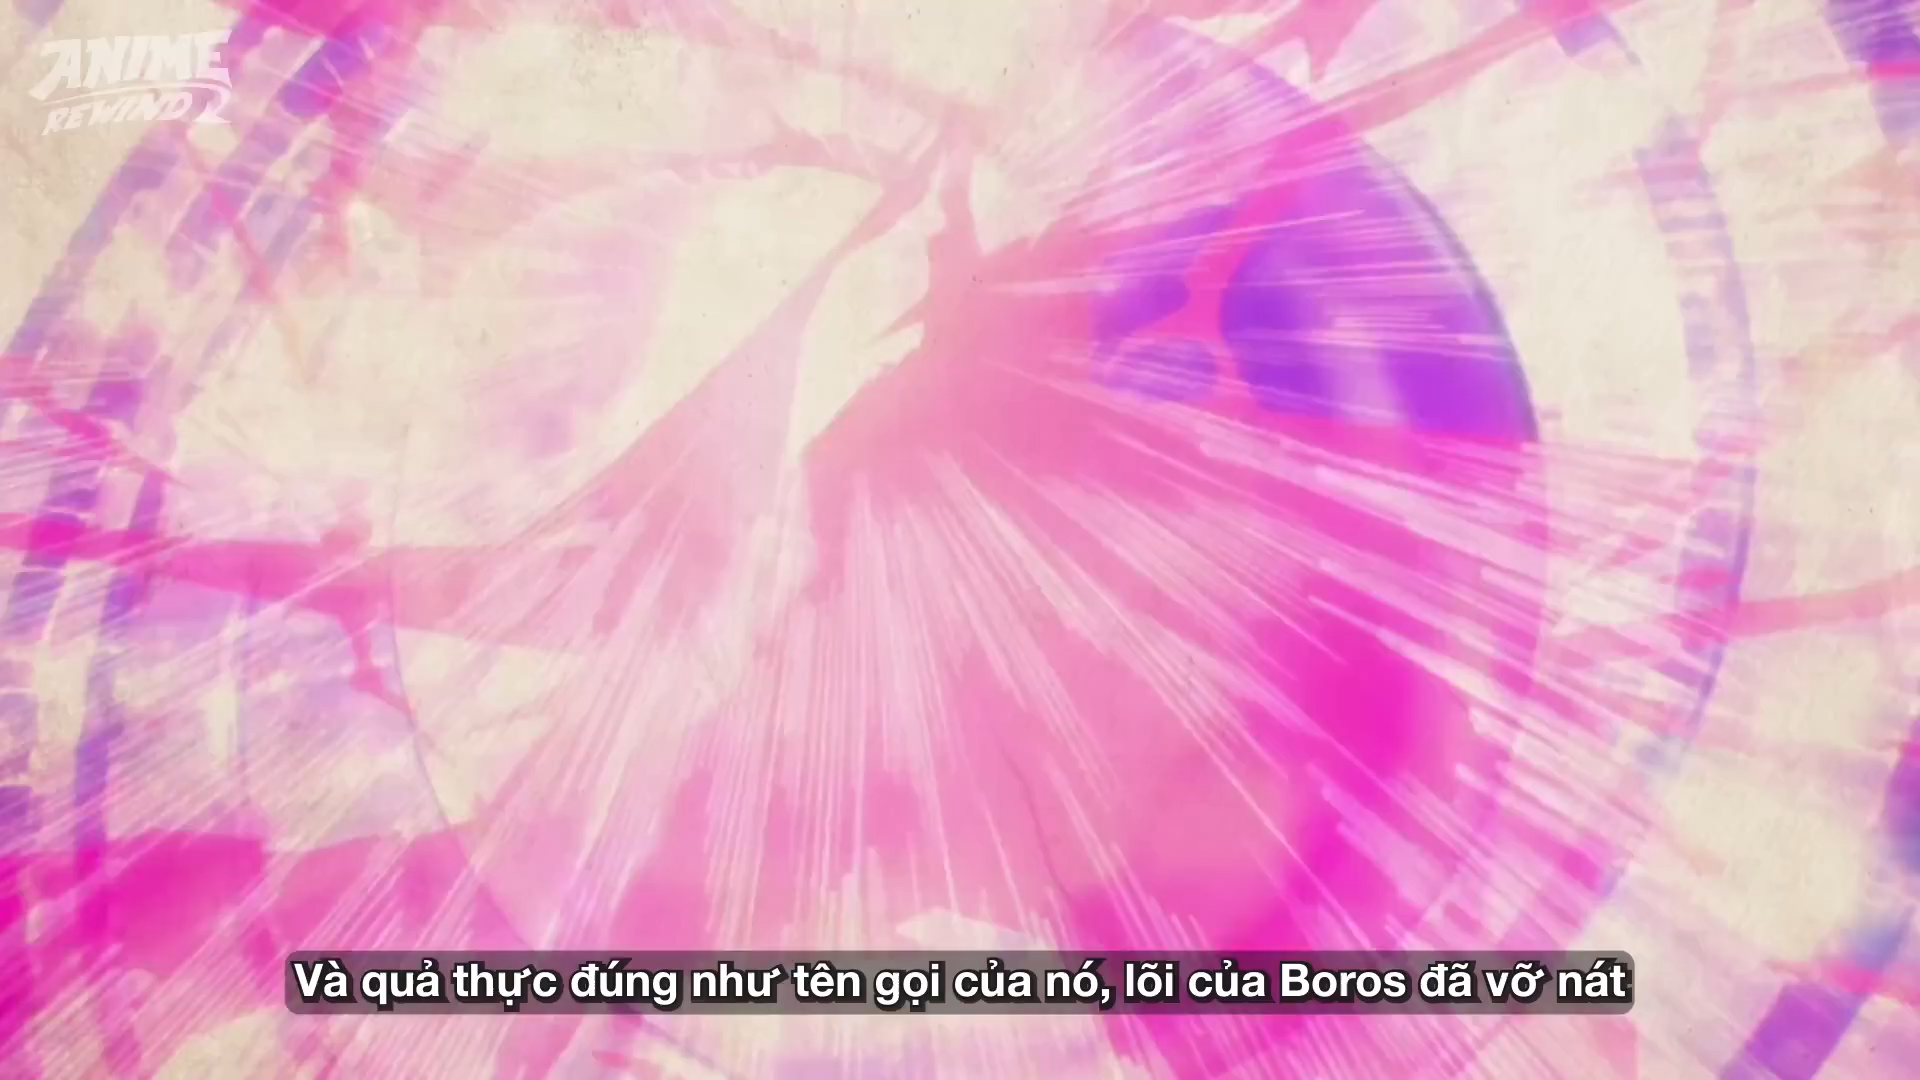 ANIME
REWIND
Và quả thực đúng như tên gọi của nó, lõi của Boros đã vỡ nát